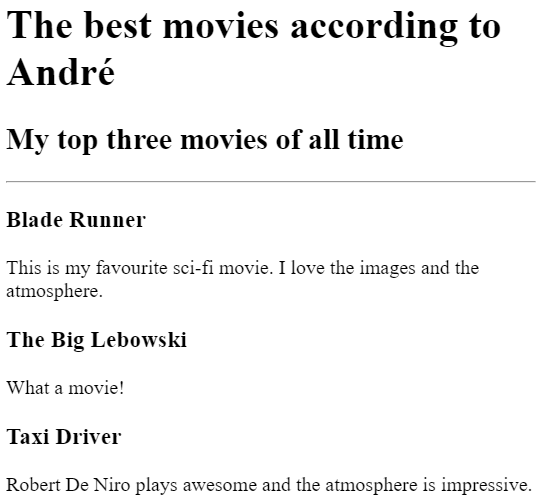 The best movies according to
André
My top three movies of all time
Blade Runner
This is my favourite sci-fi movie. I love the images and the
atmosphere.
The Big Lebowski
What a movie!
Taxi Driver
Robert De Niro plays awesome and the atmosphere is impressive.